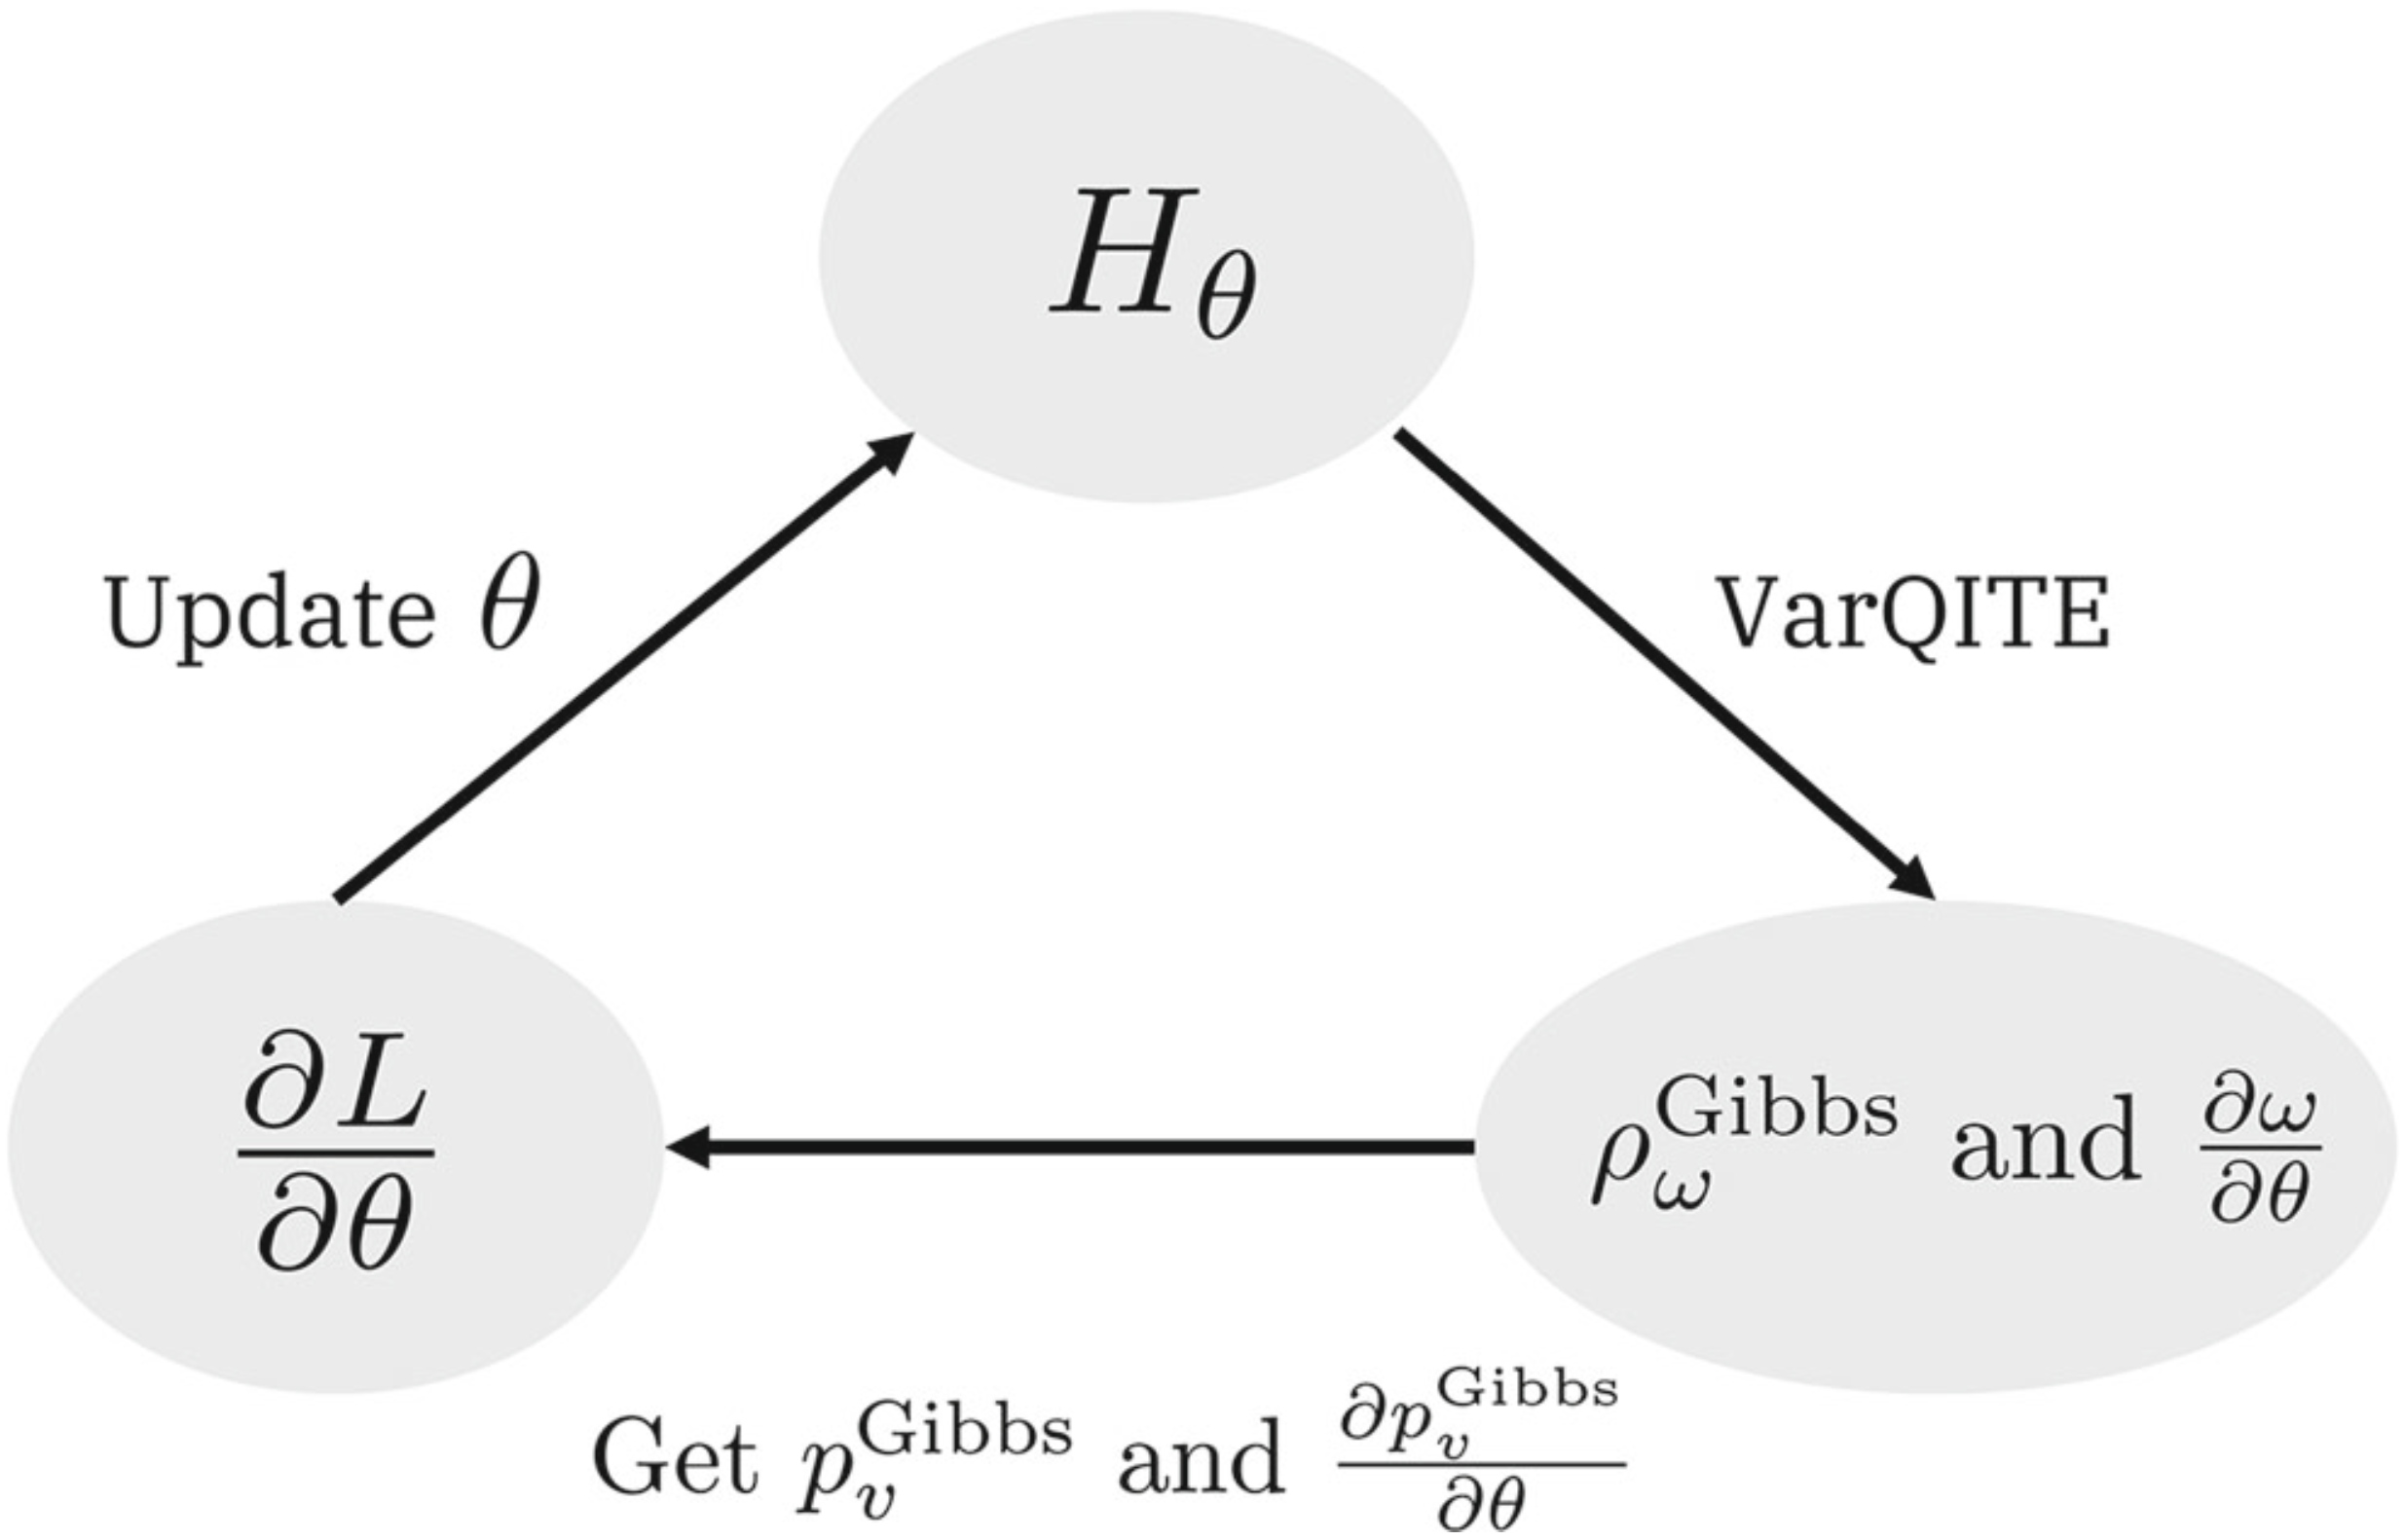 H_θ
Update θ
VarQITE
∂L/∂θ
ρ_ω^Gibbs and ∂ω/∂θ
Get p_v^Gibbs and ∂p_v^Gibbs/∂θ